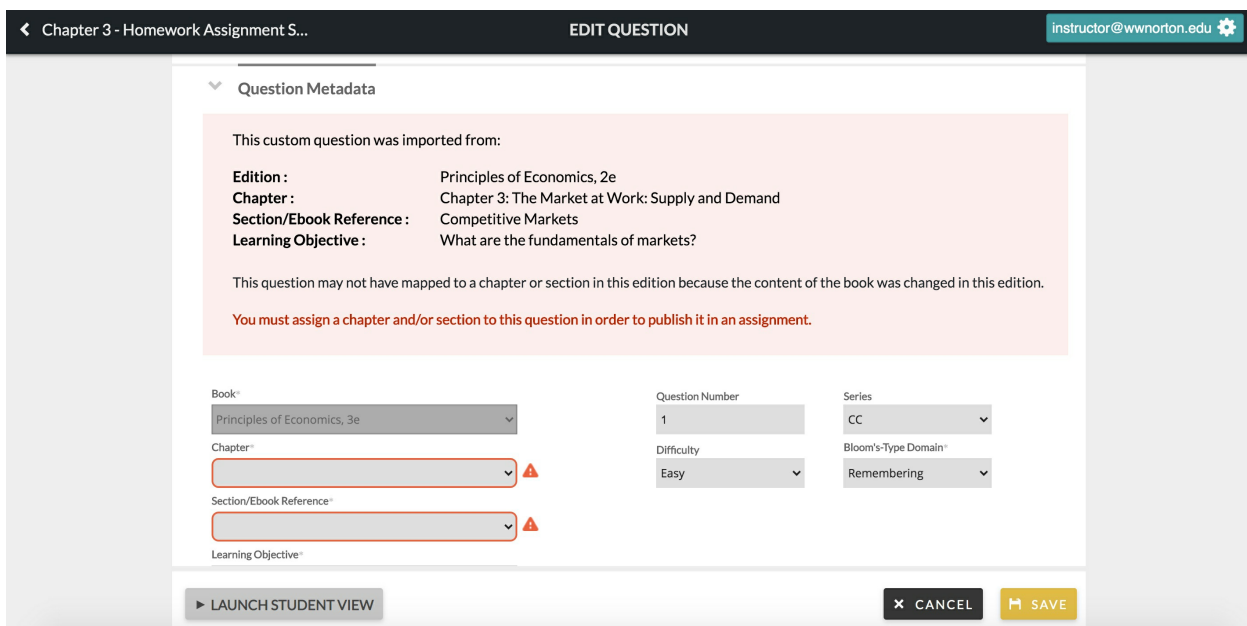 Chapter 3 - Homework Assignment S...
EDIT QUESTION
instructor@wwnorton.edu
Question Metadata
This custom question was imported from:
Edition : Principles of Economics, 2e
Chapter : Chapter 3: The Market at Work: Supply and Demand
Section/Ebook Reference : Competitive Markets
Learning Objective : What are the fundamentals of markets?
This question may not have mapped to a chapter or section in this edition because the content of the book was changed in this edition.
You must assign a chapter and/or section to this question in order to publish it in an assignment.
Book* Question Number Series
Principles of Economics, 3e 1 CC
Chapter* Difficulty Bloom's-Type Domain*
Easy Remembering
Section/Ebook Reference*
Learning Objective*
LAUNCH STUDENT VIEW CANCEL SAVE